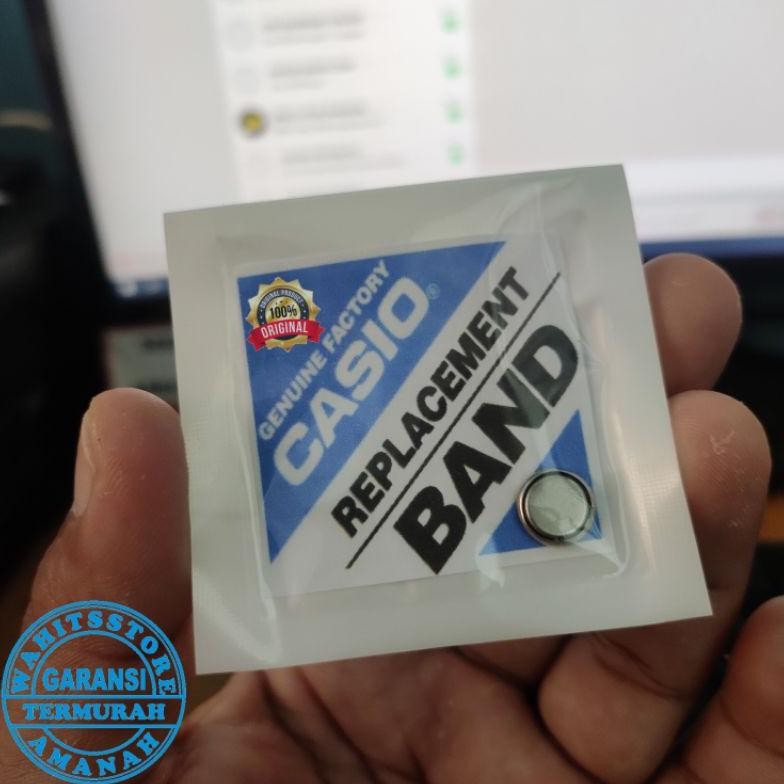 ORIGINAL PRODUCT
100%
ORIGINAL
GENUINE FACTORY
CASIO®
REPLACEMENT
BAND
WAHITSSTORE
GARANSI
TERMURAH
AMANAH